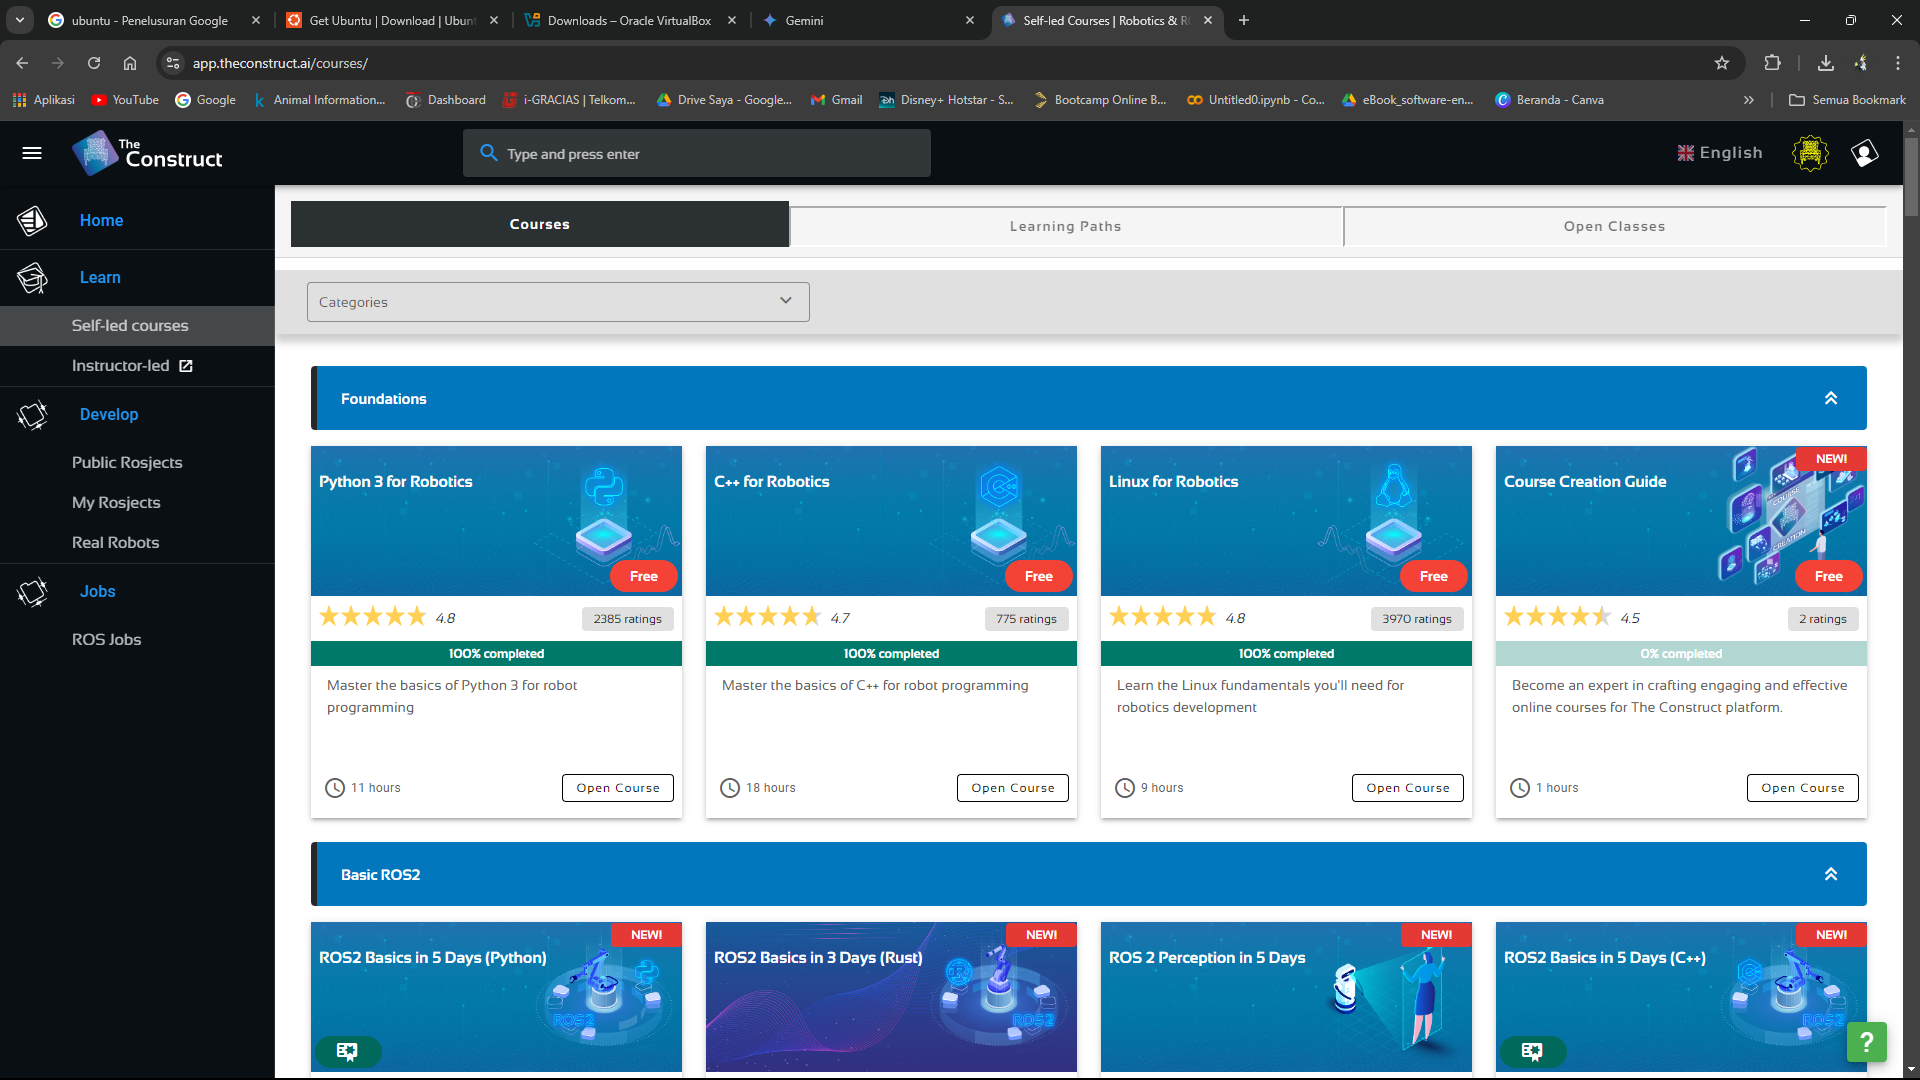 ubuntu - Penelusuran Google
Get Ubuntu | Download | Ubun
Downloads – Oracle VirtualBox
Gemini
Self-led Courses | Robotics & R
app.theconstruct.ai/courses/
Aplikasi
YouTube
Google
Animal Information...
Dashboard
i-GRACIAS | Telkom...
Drive Saya - Google...
Gmail
Disney+ Hotstar - S...
Bootcamp Online B...
Untitled0.ipynb - Co...
eBook_software-en...
Beranda - Canva
Semua Bookmark
The
Construct
Type and press enter
English
Home
Learn
Self-led courses
Instructor-led
Develop
Public Rosjects
My Rosjects
Real Robots
Jobs
ROS Jobs
Courses
Learning Paths
Open Classes
Categories
Foundations
Python 3 for Robotics
Free
4.8
2385 ratings
100% completed
Master the basics of Python 3 for robot
programming
11 hours
Open Course
C++ for Robotics
Free
4.7
775 ratings
100% completed
Master the basics of C++ for robot programming
18 hours
Open Course
Linux for Robotics
Free
4.8
3970 ratings
100% completed
Learn the Linux fundamentals you'll need for
robotics development
9 hours
Open Course
NEW!
Course Creation Guide
COURSE
CREATION
Free
4.5
2 ratings
0% completed
Become an expert in crafting engaging and effective
online courses for The Construct platform.
1 hours
Open Course
Basic ROS2
NEW!
ROS2 Basics in 5 Days (Python)
ROS2
NEW!
ROS2 Basics in 3 Days (Rust)
ROS2
NEW!
ROS 2 Perception in 5 Days
NEW!
ROS2 Basics in 5 Days (C++)
ROS2
?